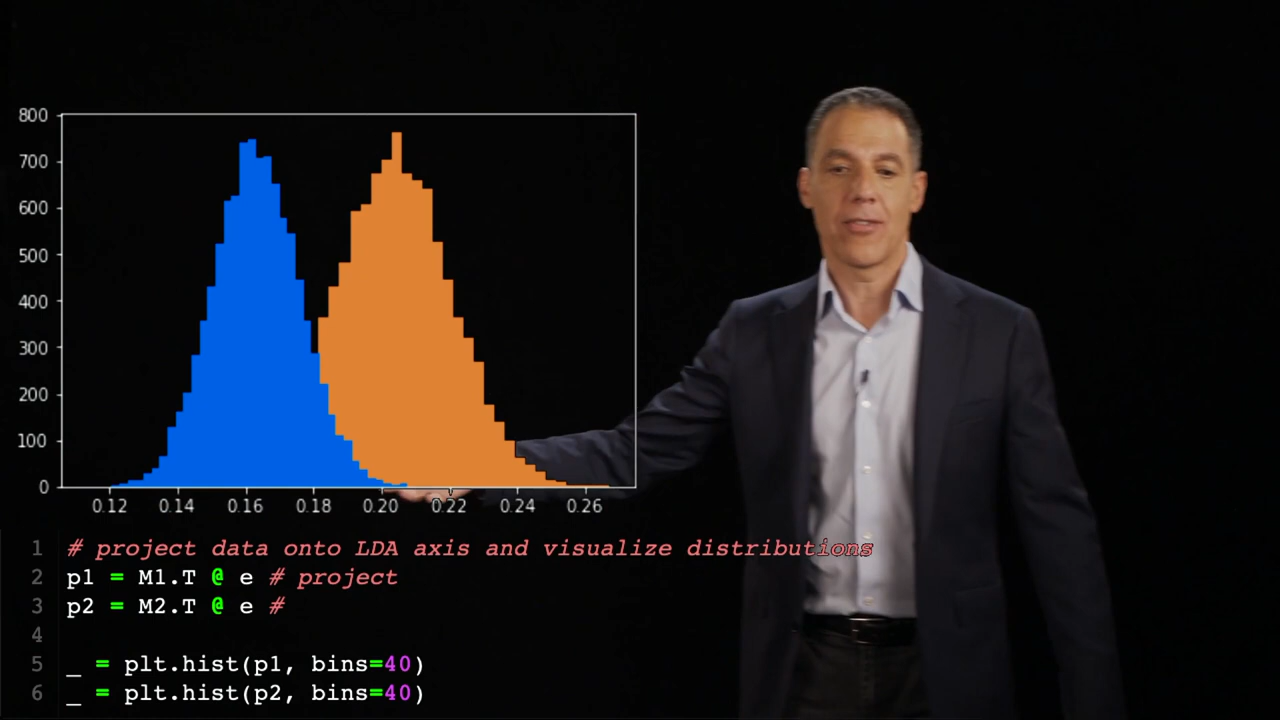 800
700
600
500
400
300
200
100
0
0.12 0.14 0.16 0.18 0.20 0.22 0.24 0.26
1 # project data onto LDA axis and visualize distributions
2 p1 = M1.T @ e # project
3 p2 = M2.T @ e #
4
5 _ = plt.hist(p1, bins=40)
6 _ = plt.hist(p2, bins=40)